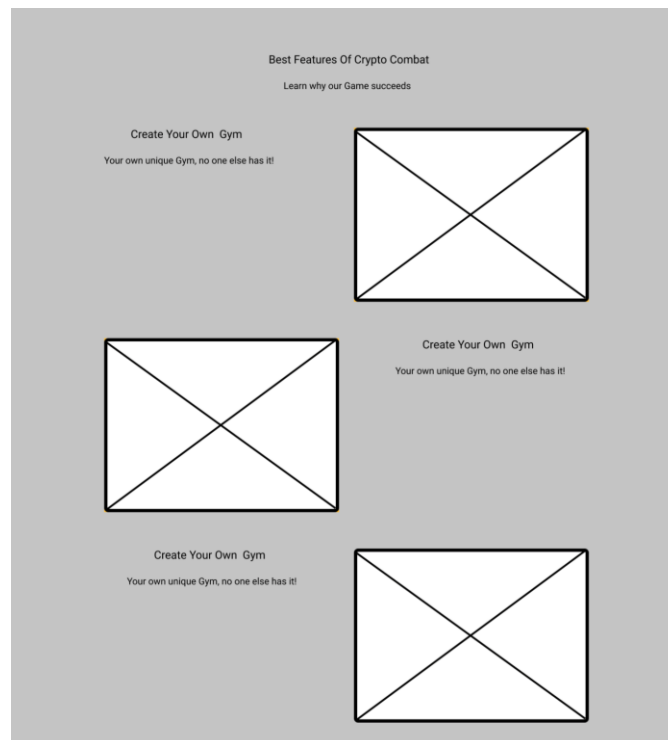 Best Features Of Crypto Combat
Learn why our Game succeeds
Create Your Own  Gym
Your own unique Gym, no one else has it!
Create Your Own  Gym
Your own unique Gym, no one else has it!
Create Your Own  Gym
Your own unique Gym, no one else has it!